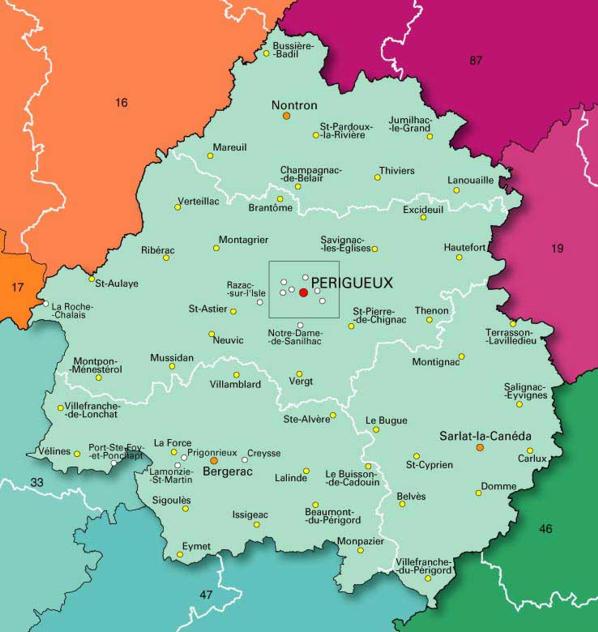 Bussière-
-Badil
87
16
Nontron
St-Pardoux-
-la-Rivière
Jumilhac-
-le-Grand
Mareuil
Champagnac-
-de-Belair
Thiviers
Lanouaille
Verteillac
Brantôme
Excideuil
Ribérac
Montagrier
Savignac-
-les-Eglises
Hautefort
19
17
St-Aulaye
Razac-
-sur-l'Isle
PERIGUEUX
La Roche-
-Chalais
St-Astier
Notre-Dame-
-de-Sanilhac
St-Pierre-
-de-Chignac
Thenon
Terrasson-
-Lavilledieu
Neuvic
Montpon-
-Ménestérol
Mussidan
Montignac
Villamblard
Vergt
Salignac-
-Eyvignes
Villefranche-
-de-Lonchat
Ste-Alvère
Le Bugue
Sarlat-la-Canéda
Vélines
Port-Ste-Foy-
-et-Ponchapt
La Force
Prigonrieux
Creysse
Lamonzie-
-St-Martin
Bergerac
Lalinde
Le Buisson-
-de-Cadouin
St-Cyprien
Carlux
33
Sigoulès
Issigeac
Beaumont-
-du-Périgord
Belvès
Domme
46
Eymet
Monpazier
Villefranche-
-du-Périgord
47